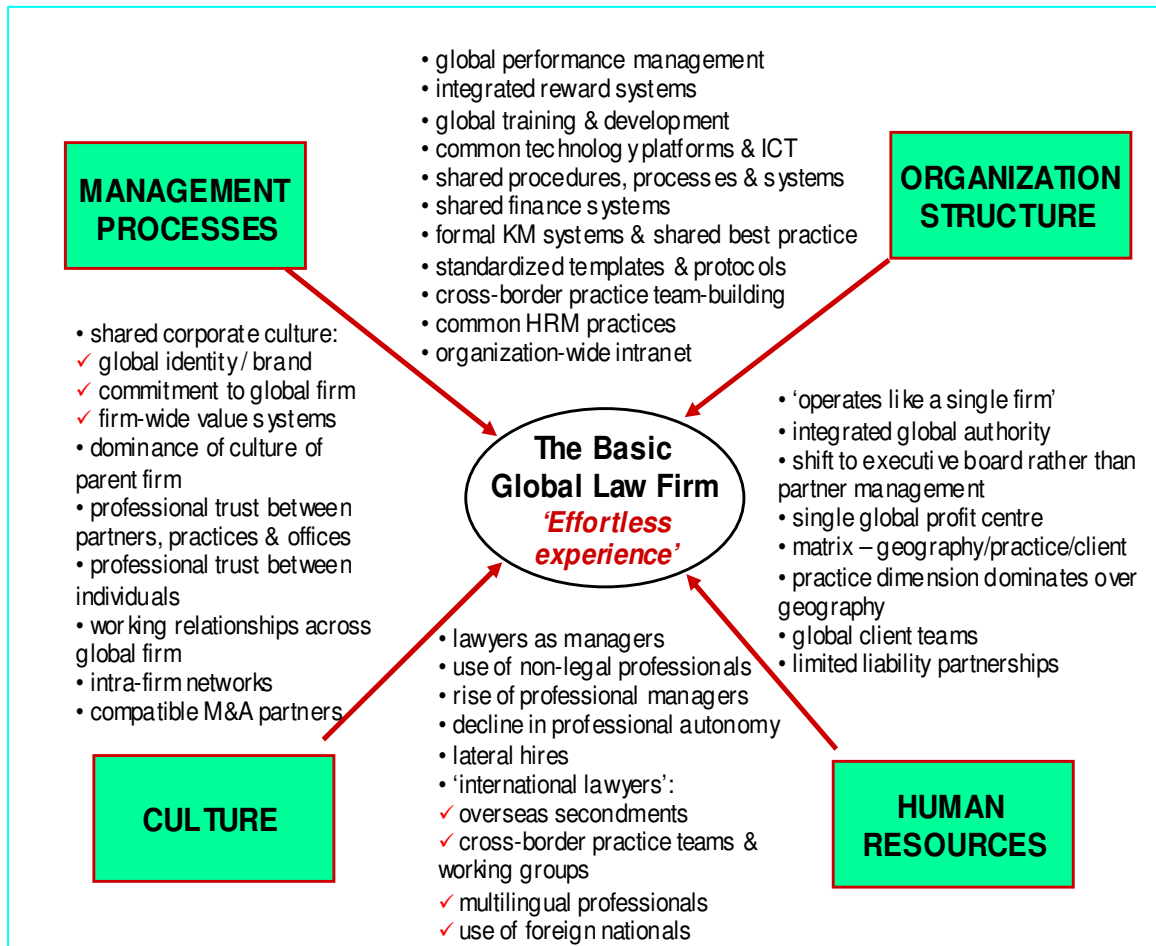 • global performance management
• integrated reward systems
• global training & development
• common technology platforms & ICT
• shared procedures, processes & systems
• shared finance systems
• formal KM systems & shared best practice
• standardized templates & protocols
• cross-border practice team-building
• common HRM practices
• organization-wide intranet
MANAGEMENT
PROCESSES
ORGANIZATION
STRUCTURE
• shared corporate culture:
✓ global identity / brand
✓ commitment to global firm
✓ firm-wide value systems
• dominance of culture of
parent firm
• professional trust between
partners, practices & offices
• professional trust between
individuals
• working relationships across
global firm
• intra-firm networks
• compatible M&A partners
The Basic
Global Law Firm
‘Effortless
experience’
• ‘operates like a single firm’
• integrated global authority
• shift to executive board rather than
partner management
• single global profit centre
• matrix – geography/practice/client
• practice dimension dominates over
geography
• global client teams
• limited liability partnerships
• lawyers as managers
• use of non-legal professionals
• rise of professional managers
• decline in professional autonomy
• lateral hires
• ‘international lawyers’:
✓ overseas secondments
✓ cross-border practice teams &
working groups
✓ multilingual professionals
✓ use of foreign nationals
CULTURE
HUMAN
RESOURCES